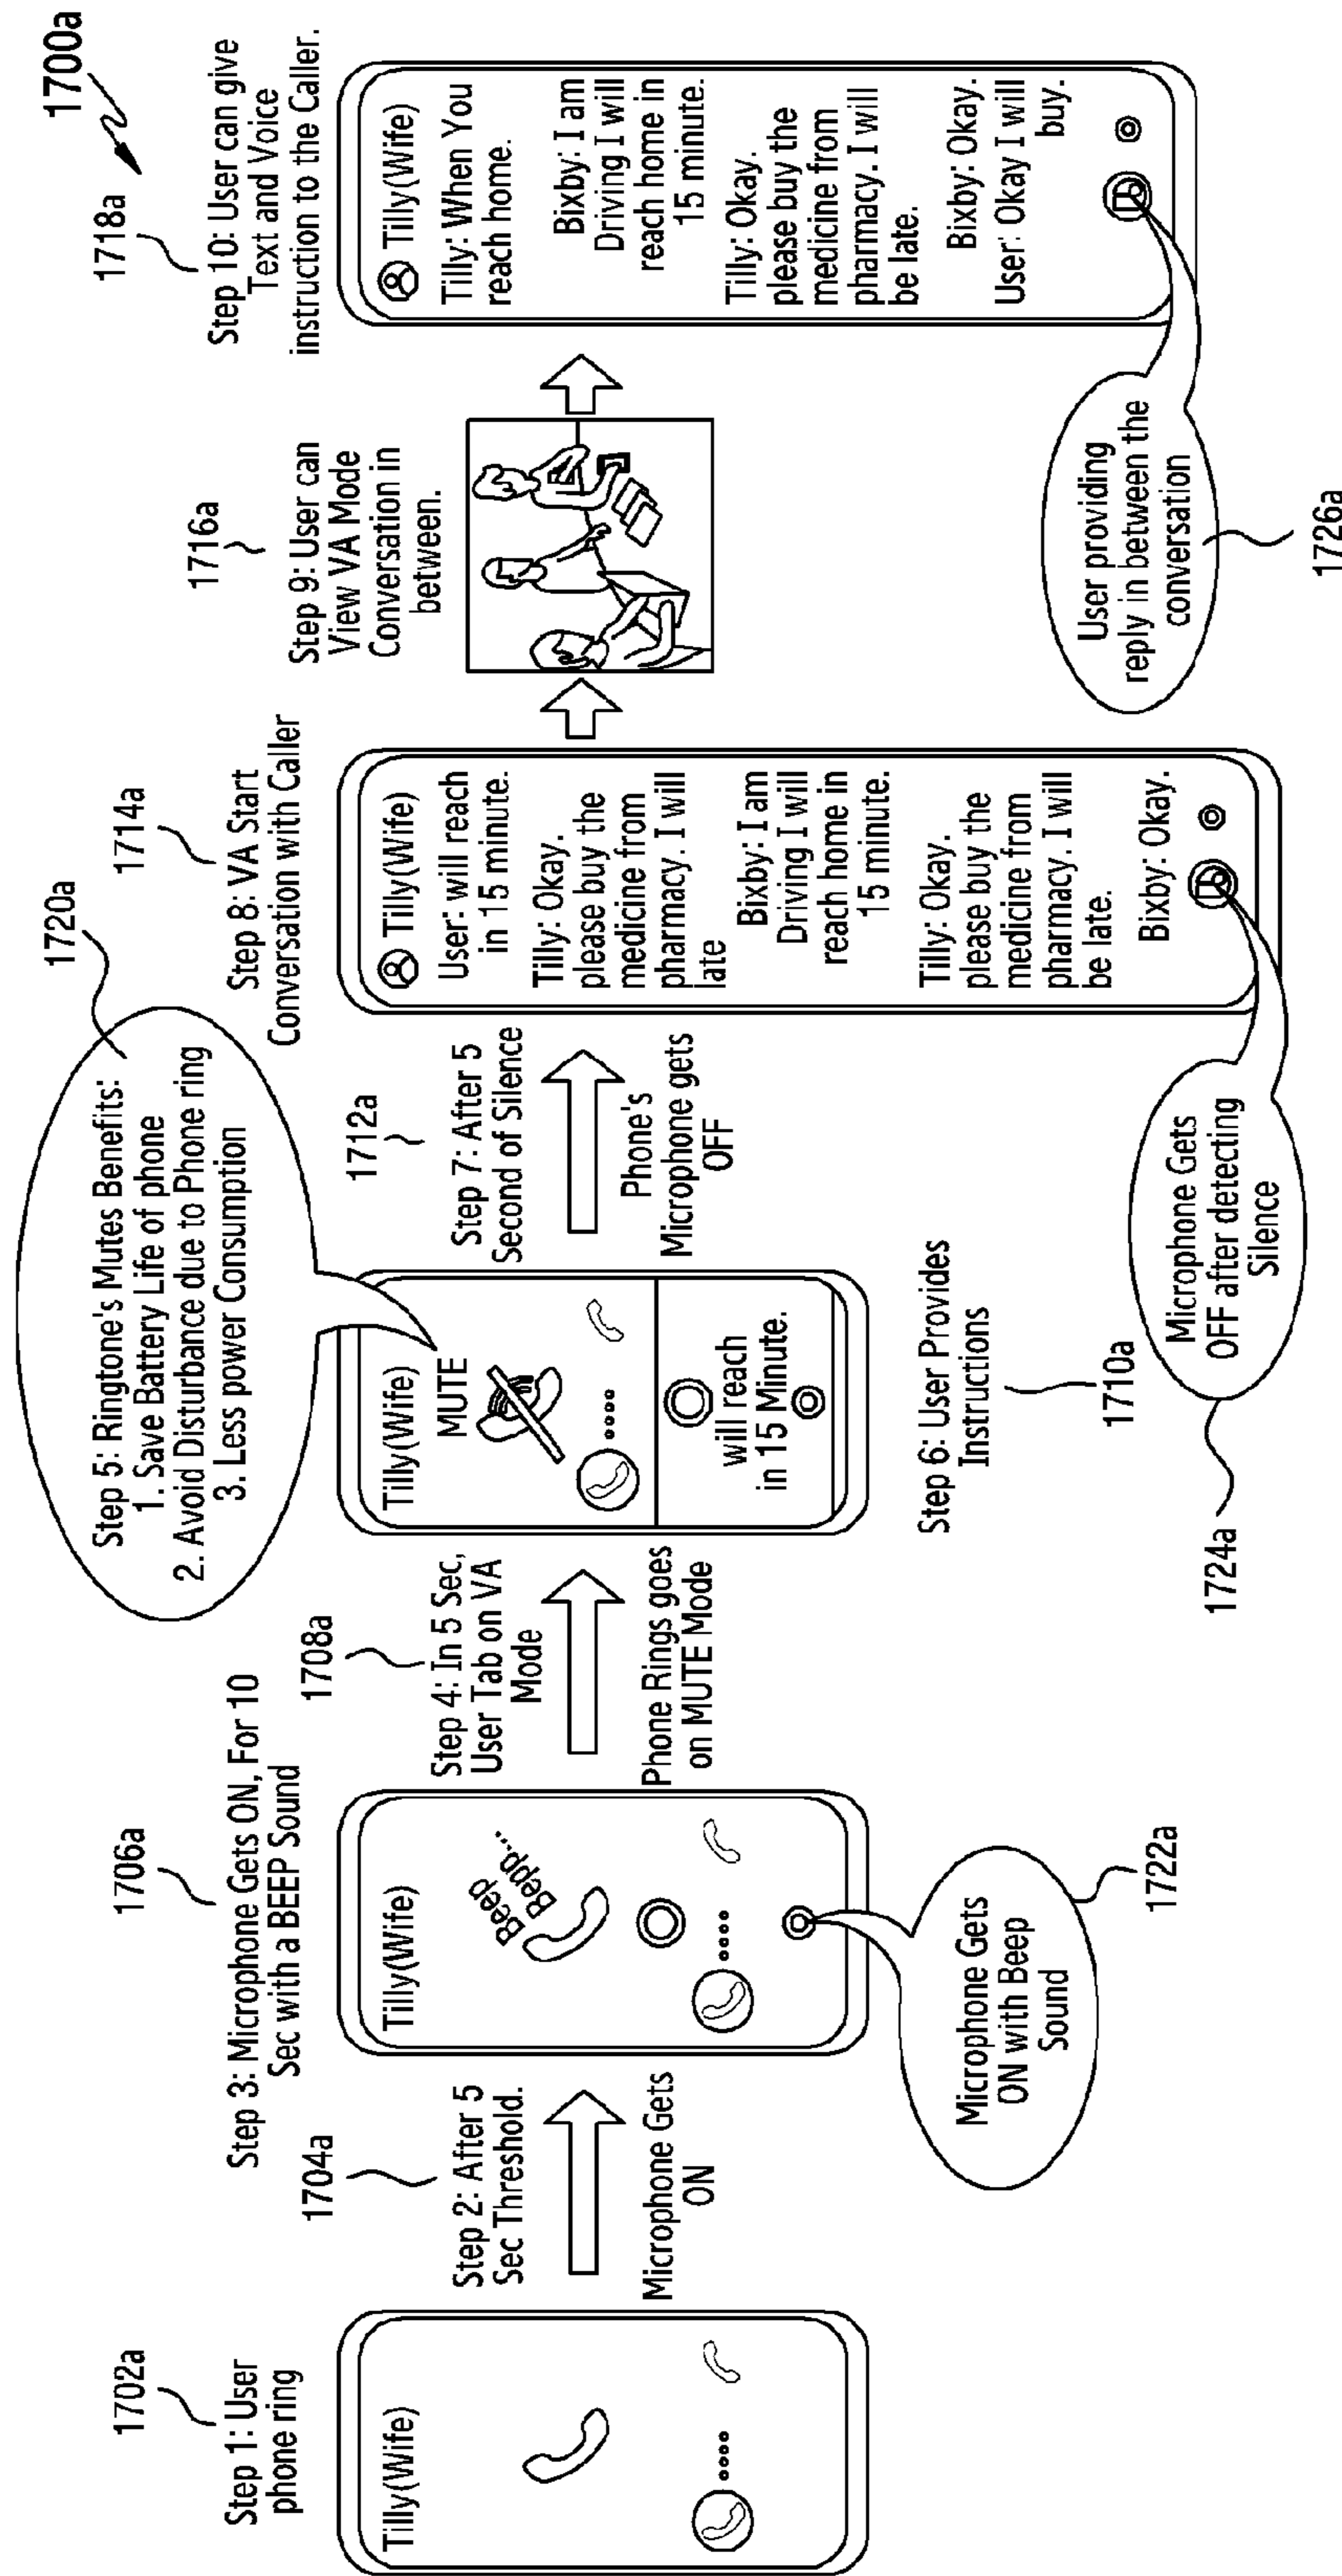 1700a
1702a
Step 1: User
phone ring
Tilly(Wife)
1704a
Step 2: After 5
Sec Threshold.
Microphone Gets
ON
1706a
Step 3: Microphone Gets ON, For 10
Sec with a BEEP Sound
Tilly(Wife)
Beep
Bepp...
Microphone Gets
ON with Beep
Sound
1722a
1708a
Step 4: In 5 Sec,
User Tab on VA
Mode
Phone Rings goes
on MUTE Mode
1720a
Step 5: Ringtone's Mutes Benefits:
1. Save Battery Life of phone
2. Avoid Disturbance due to Phone ring
3. Less power Consumption
Tilly(Wife)
MUTE
will reach
in 15 Minute.
Step 6: User Provides
Instructions
1710a
1712a
Step 7: After 5
Second of Silence
Phone's
Microphone gets
OFF
1714a
Step 8: VA Start
Conversation with Caller
Tilly(Wife)
User: will reach
in 15 minute.
Tilly: Okay.
please buy the
medicine from
pharmacy. I will
late
Bixby: I am
Driving I will
reach home in
15 minute.
Tilly: Okay.
please buy the
medicine from
pharmacy. I will
be late.
Bixby: Okay.
Microphone Gets
OFF after detecting
Silence
1724a
1716a
Step 9: User can
View VA Mode
Conversation in
between.
1718a
Step 10: User can give
Text and Voice
instruction to the Caller.
Tilly(Wife)
Tilly: When You
reach home.
Bixby: I am
Driving I will
reach home in
15 minute.
Tilly: Okay.
please buy the
medicine from
pharmacy. I will
be late.
Bixby: Okay.
User: Okay I will
buy.
User providing
reply in between the
conversation
1726a